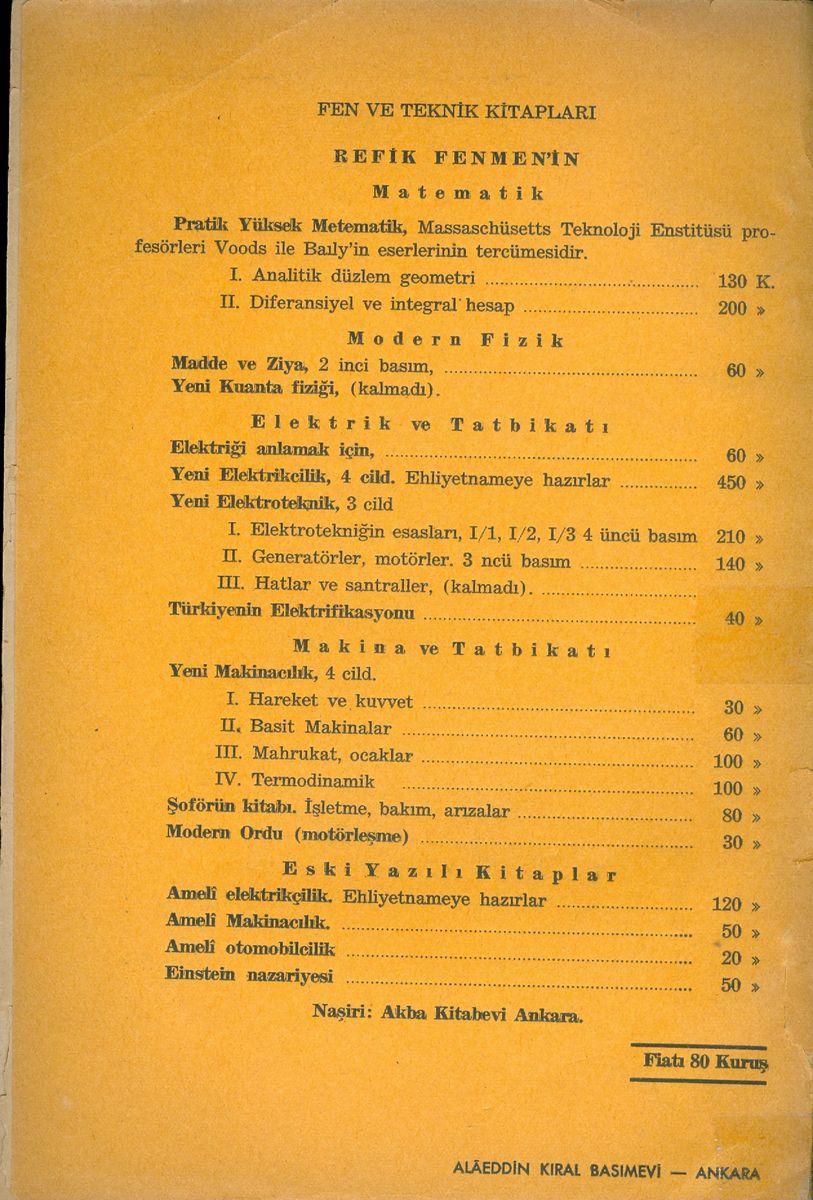 FEN VE TEKNİK KİTAPLARI
REFİK FENMEN'İN
Matematik
Pratik Yüksek Metematik, Massaschüsetts Teknoloji Enstitüsü pro-
fesörleri Voods ile Baıly'in eserlerinin tercümesidir.
I. Analitik düzlem geometri ........................ 130 K.
II. Diferansiyel ve integral hesap ........................ 200 »
Modern Fizik
Madde ve Ziya, 2 inci basım, ........................ 60 »
Yeni Kuanta fiziği, (kalmadı).
Elektrik ve Tatbikatı
Elektriği anlamak için, ........................ 60 »
Yeni Elektrikcilik, 4 cild. Ehliyetnameye hazırlar ............ 450 »
Yeni Elektroteknik, 3 cild
I. Elektrotekniğin esasları, I/1, I/2, I/3 4 üncü basım 210 »
II. Generatörler, motörler. 3 ncü basım ............ 140 »
III. Hatlar ve santraller, (kalmadı). ............
Türkiyenin Elektrifikasyonu ........................ 40 »
Makina ve Tatbikatı
Yeni Makinacılık, 4 cild.
I. Hareket ve kuvvet ........................ 30 »
II. Basit Makinalar ........................ 60 »
III. Mahrukat, ocaklar ........................ 100 »
IV. Termodinamik ........................ 100 »
Şoförün kitabı. İşletme, bakım, arızalar ............ 80 »
Modern Ordu (motörleşme) ........................ 30 »
Eski Yazılı Kitaplar
Amelî elektrikçilik. Ehliyetnameye hazırlar ............ 120 »
Amelî Makinacılık. ........................ 50 »
Amelî otomobilcilik ........................ 20 »
Einstein nazariyesi ........................ 50 »
Naşiri: Akba Kitabevi Ankara.
Fiatı 80 Kuruş
ALÂEDDİN KIRAL BASIMEVİ — ANKARA